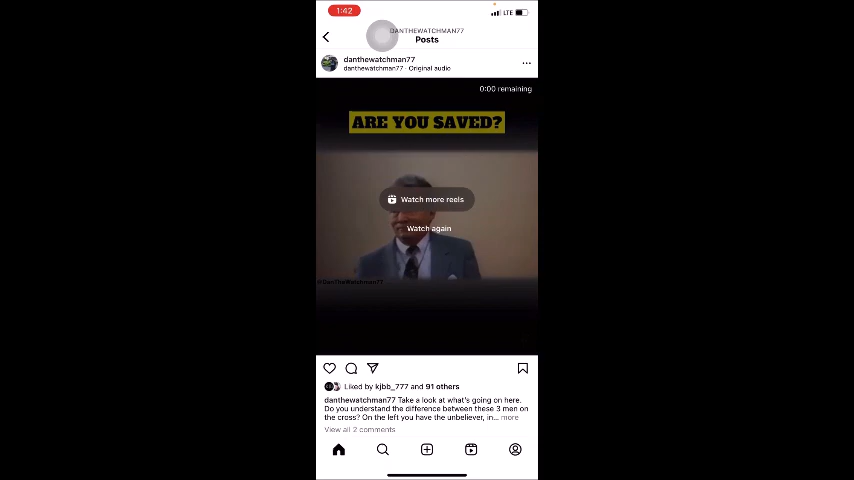 1:42
LTE
DANTHEWATCHMAN77
Posts
danthewatchman77
danthewatchman77 · Original audio
0:00 remaining
ARE YOU SAVED?
Watch more reels
Watch again
@DanTheWatchman77
Liked by kjbb_777 and 91 others
danthewatchman77 Take a look at what's going on here.
Do you understand the difference between these 3 men on
the cross? On the left you have the unbeliever, in... more
View all 2 comments